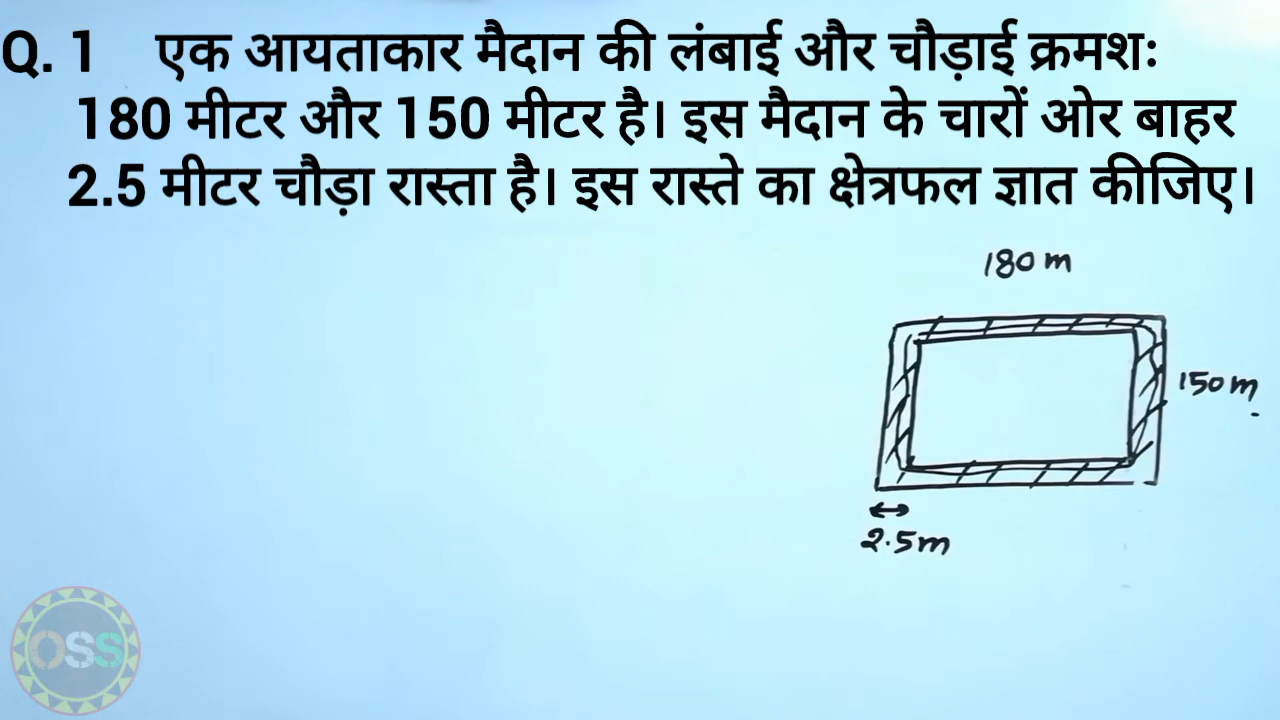 Q. 1 एक आयताकार मैदान की लंबाई और चौड़ाई क्रमशः
180 मीटर और 150 मीटर है। इस मैदान के चारों ओर बाहर
2.5 मीटर चौड़ा रास्ता है। इस रास्ते का क्षेत्रफल ज्ञात कीजिए।
180 m
150 m
2.5m
OSS